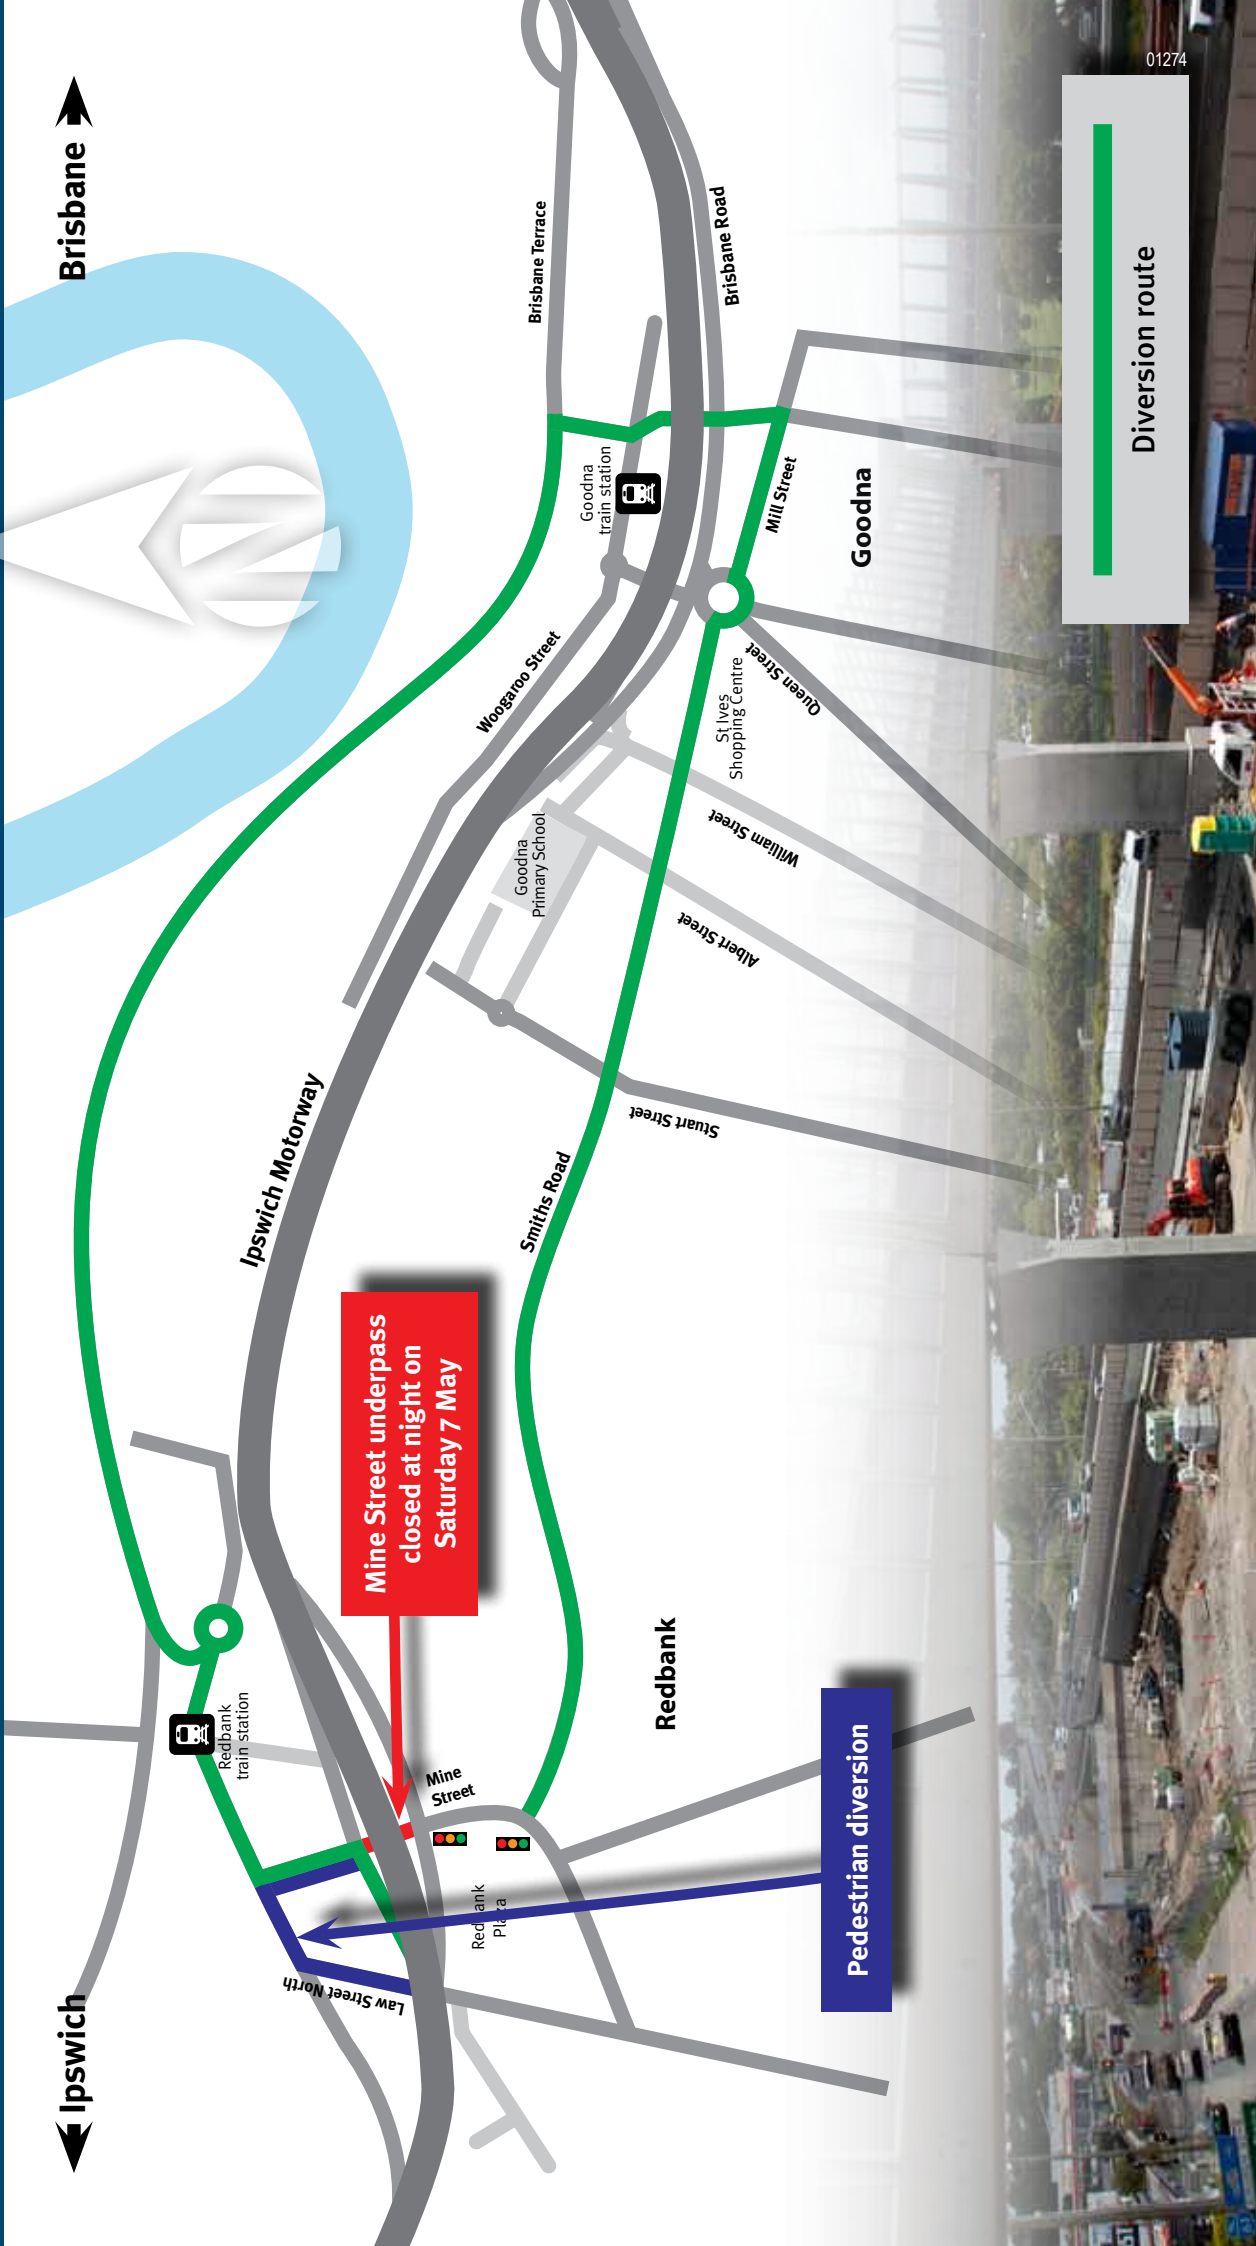 Ipswich
Brisbane
Redbank
train station
Law Street North
Ipswich Motorway
Mine Street underpass
closed at night on
Saturday 7 May
Mine
Street
Redbank
Plaza
Smiths Road
Redbank
Pedestrian diversion
Stuart Street
Albert Street
William Street
Goodna
Primary School
Woogaroo Street
Goodna
train station
Brisbane Terrace
Brisbane Road
St Ives
Shopping Centre
Queen Street
Mill Street
Goodna
Diversion route
01274
N